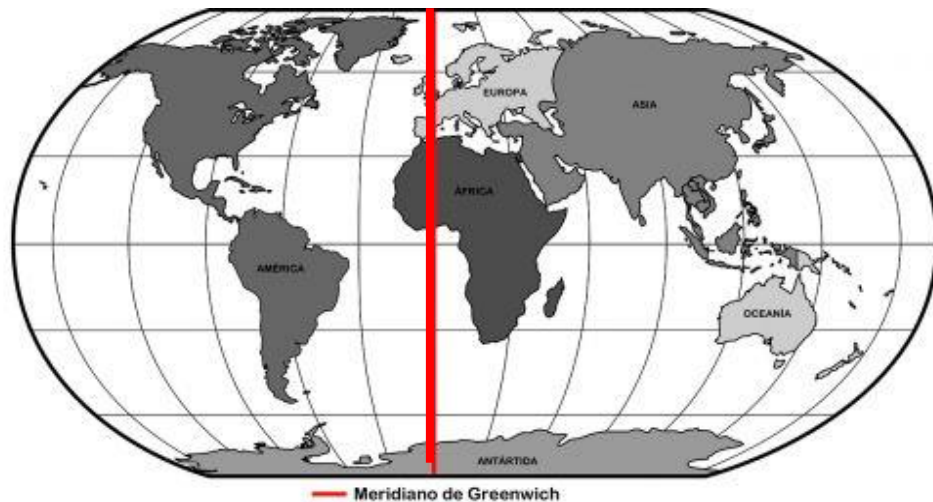 EUROPA
ASIA
ÁFRICA
AMÉRICA
OCEANÍA
ANTÁRTIDA
Meridiano de Greenwich